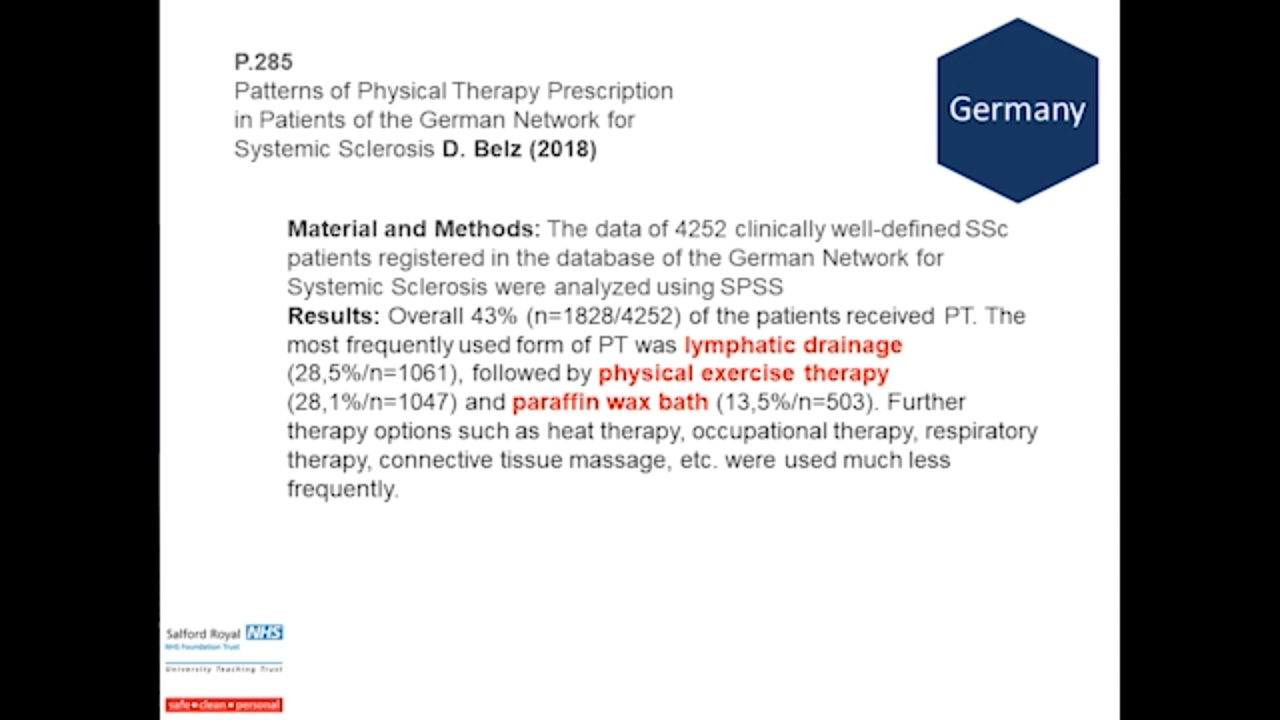 P.285
Patterns of Physical Therapy Prescription
in Patients of the German Network for
Systemic Sclerosis D. Belz (2018)
Germany
Material and Methods: The data of 4252 clinically well-defined SSc
patients registered in the database of the German Network for
Systemic Sclerosis were analyzed using SPSS
Results: Overall 43% (n=1828/4252) of the patients received PT. The
most frequently used form of PT was lymphatic drainage
(28,5%/n=1061), followed by physical exercise therapy
(28,1%/n=1047) and paraffin wax bath (13,5%/n=503). Further
therapy options such as heat therapy, occupational therapy, respiratory
therapy, connective tissue massage, etc. were used much less
frequently.
Salford Royal NHS
NHS Foundation Trust
University Teaching Trust
safe • clean • personal